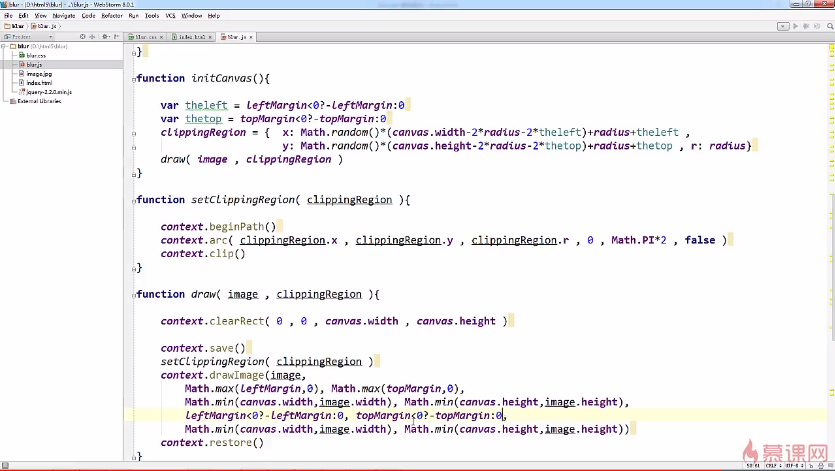 blur - [D:\html5\blur] - ...\blur.js - WebStorm 8.0.1
File Edit View Navigate Code Refactor Run Tools VCS Window Help
blur blur.js
blur.css index.html blur.js
blur (D:\html5\blur)
blur.css
blur.js
image.jpg
index.html
jquery-2.2.0.min.js
External Libraries
}
function initCanvas(){
var theleft = leftMargin<0?-leftMargin:0
var thetop = topMargin<0?-topMargin:0
clippingRegion = { x: Math.random()*(canvas.width-2*radius-2*theleft)+radius+theleft ,
y: Math.random()*(canvas.height-2*radius-2*thetop)+radius+thetop , r: radius}
draw( image , clippingRegion )
}
function setClippingRegion( clippingRegion ){
context.beginPath()
context.arc( clippingRegion.x , clippingRegion.y , clippingRegion.r , 0 , Math.PI*2 , false )
context.clip()
}
function draw( image , clippingRegion ){
context.clearRect( 0 , 0 , canvas.width , canvas.height )
context.save()
setClippingRegion( clippingRegion )
context.drawImage(image,
Math.max(leftMargin,0), Math.max(topMargin,0),
Math.min(canvas.width,image.width), Math.min(canvas.height,image.height),
leftMargin<0?-leftMargin:0, topMargin<0?-topMargin:0,
Math.min(canvas.width,image.width), Math.min(canvas.height,image.height))
context.restore()
}
慕课网